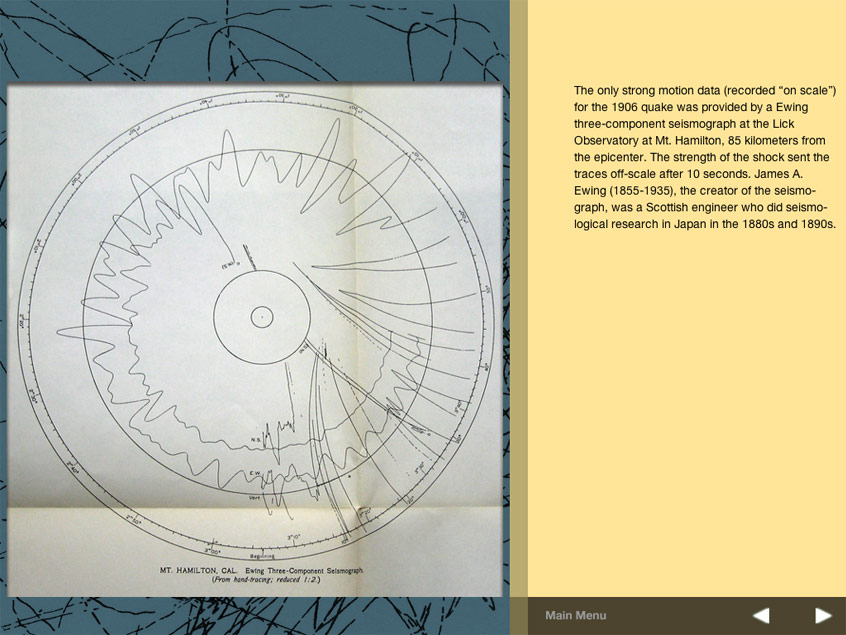 The only strong motion data (recorded “on scale”)
for the 1906 quake was provided by a Ewing
three-component seismograph at the Lick
Observatory at Mt. Hamilton, 85 kilometers from
the epicenter. The strength of the shock sent the
traces off-scale after 10 seconds. James A.
Ewing (1855-1935), the creator of the seismo-
graph, was a Scottish engineer who did seismo-
logical research in Japan in the 1880s and 1890s.
N.S.
E.W.
Vert.
Beginning
MT. HAMILTON, CAL. Ewing Three-Component Seismograph.
(From hand-tracing; reduced 1:2.)
Main Menu